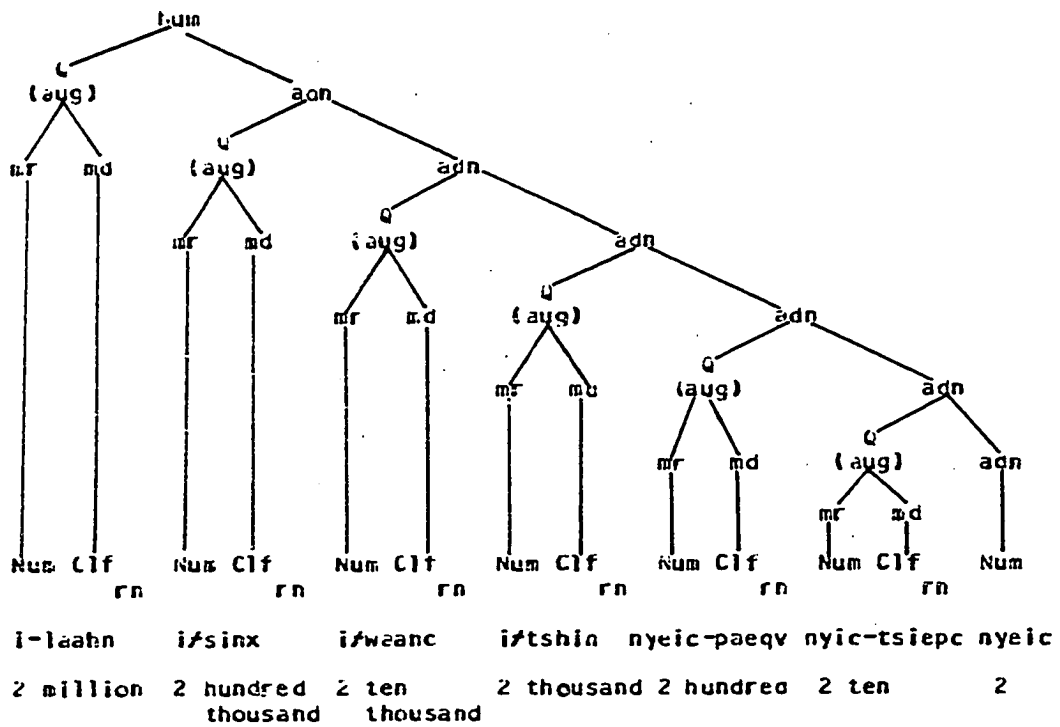 Num
Q
(aug) adn
Q
mr md (aug) adn
Q
mr md (aug) adn
Q
mr md (aug) adn
Q
mr md (aug) adn
Q
mr md (aug) adn
mr md
Num Clf Num Clf Num Clf Num Clf Num Clf Num Clf Num
rn rn rn rn rn rn
i-laahn i/sinx i/waanc i/tshin nyeic-paeqv nyic-tsiepc nyeic
2 million 2 hundred 2 ten 2 thousand 2 hundred 2 ten 2
thousand thousand